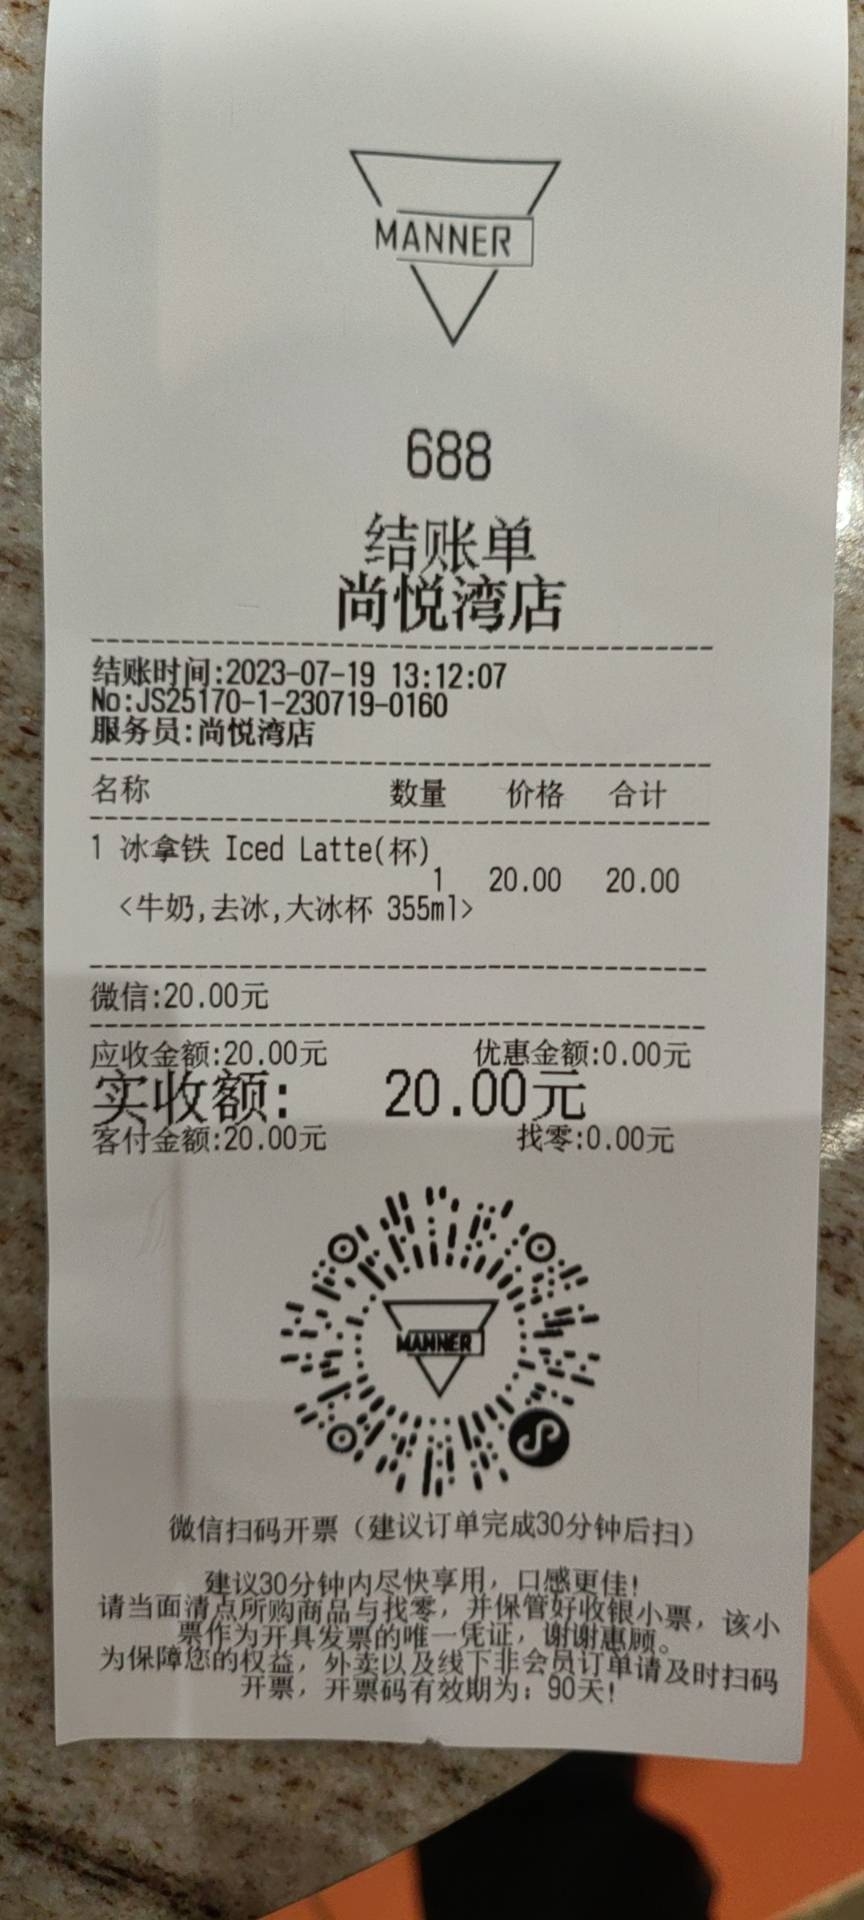 MANNER
688
结账单
尚悦湾店
结账时间:2023-07-19 13:12:07
No:JS25170-1-230719-0160
服务员:尚悦湾店
名称 数量 价格 合计
1 冰拿铁 Iced Latte(杯)
1 20.00 20.00
<牛奶,去冰,大冰杯 355ml>
微信:20.00元
应收金额:20.00元 优惠金额:0.00元
实收额: 20.00元
客付金额:20.00元 找零:0.00元
MANNER
微信扫码开票（建议订单完成30分钟后扫）
建议30分钟内尽快享用，口感更佳!
请当面清点所购商品与找零，并保管好收银小票，该小
票作为开具发票的唯一凭证，谢谢惠顾。
为保障您的权益，外卖以及线下非会员订单请及时扫码
开票，开票码有效期为：90天!